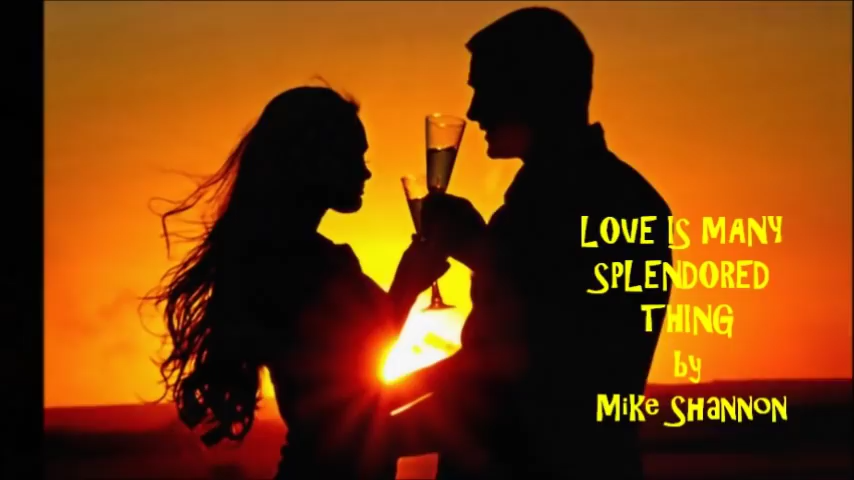 LOVE IS MANY
SPLENDORED
THING
by
MiKe SHaNNON